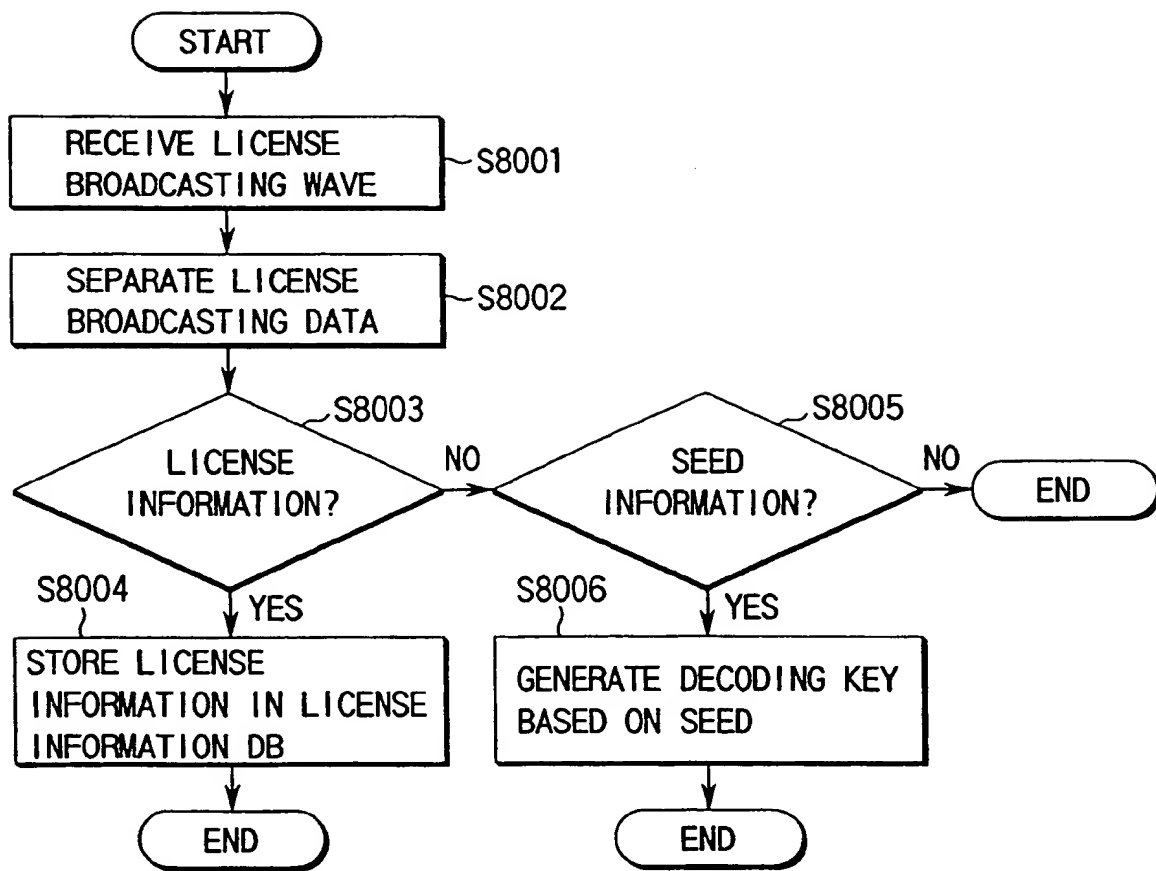 START
RECEIVE LICENSE
BROADCASTING WAVE
S8001
SEPARATE LICENSE
BROADCASTING DATA
S8002
S8003
LICENSE
INFORMATION?
NO
S8005
SEED
INFORMATION?
NO
END
S8004
YES
STORE LICENSE
INFORMATION IN LICENSE
INFORMATION DB
END
S8006
YES
GENERATE DECODING KEY
BASED ON SEED
END